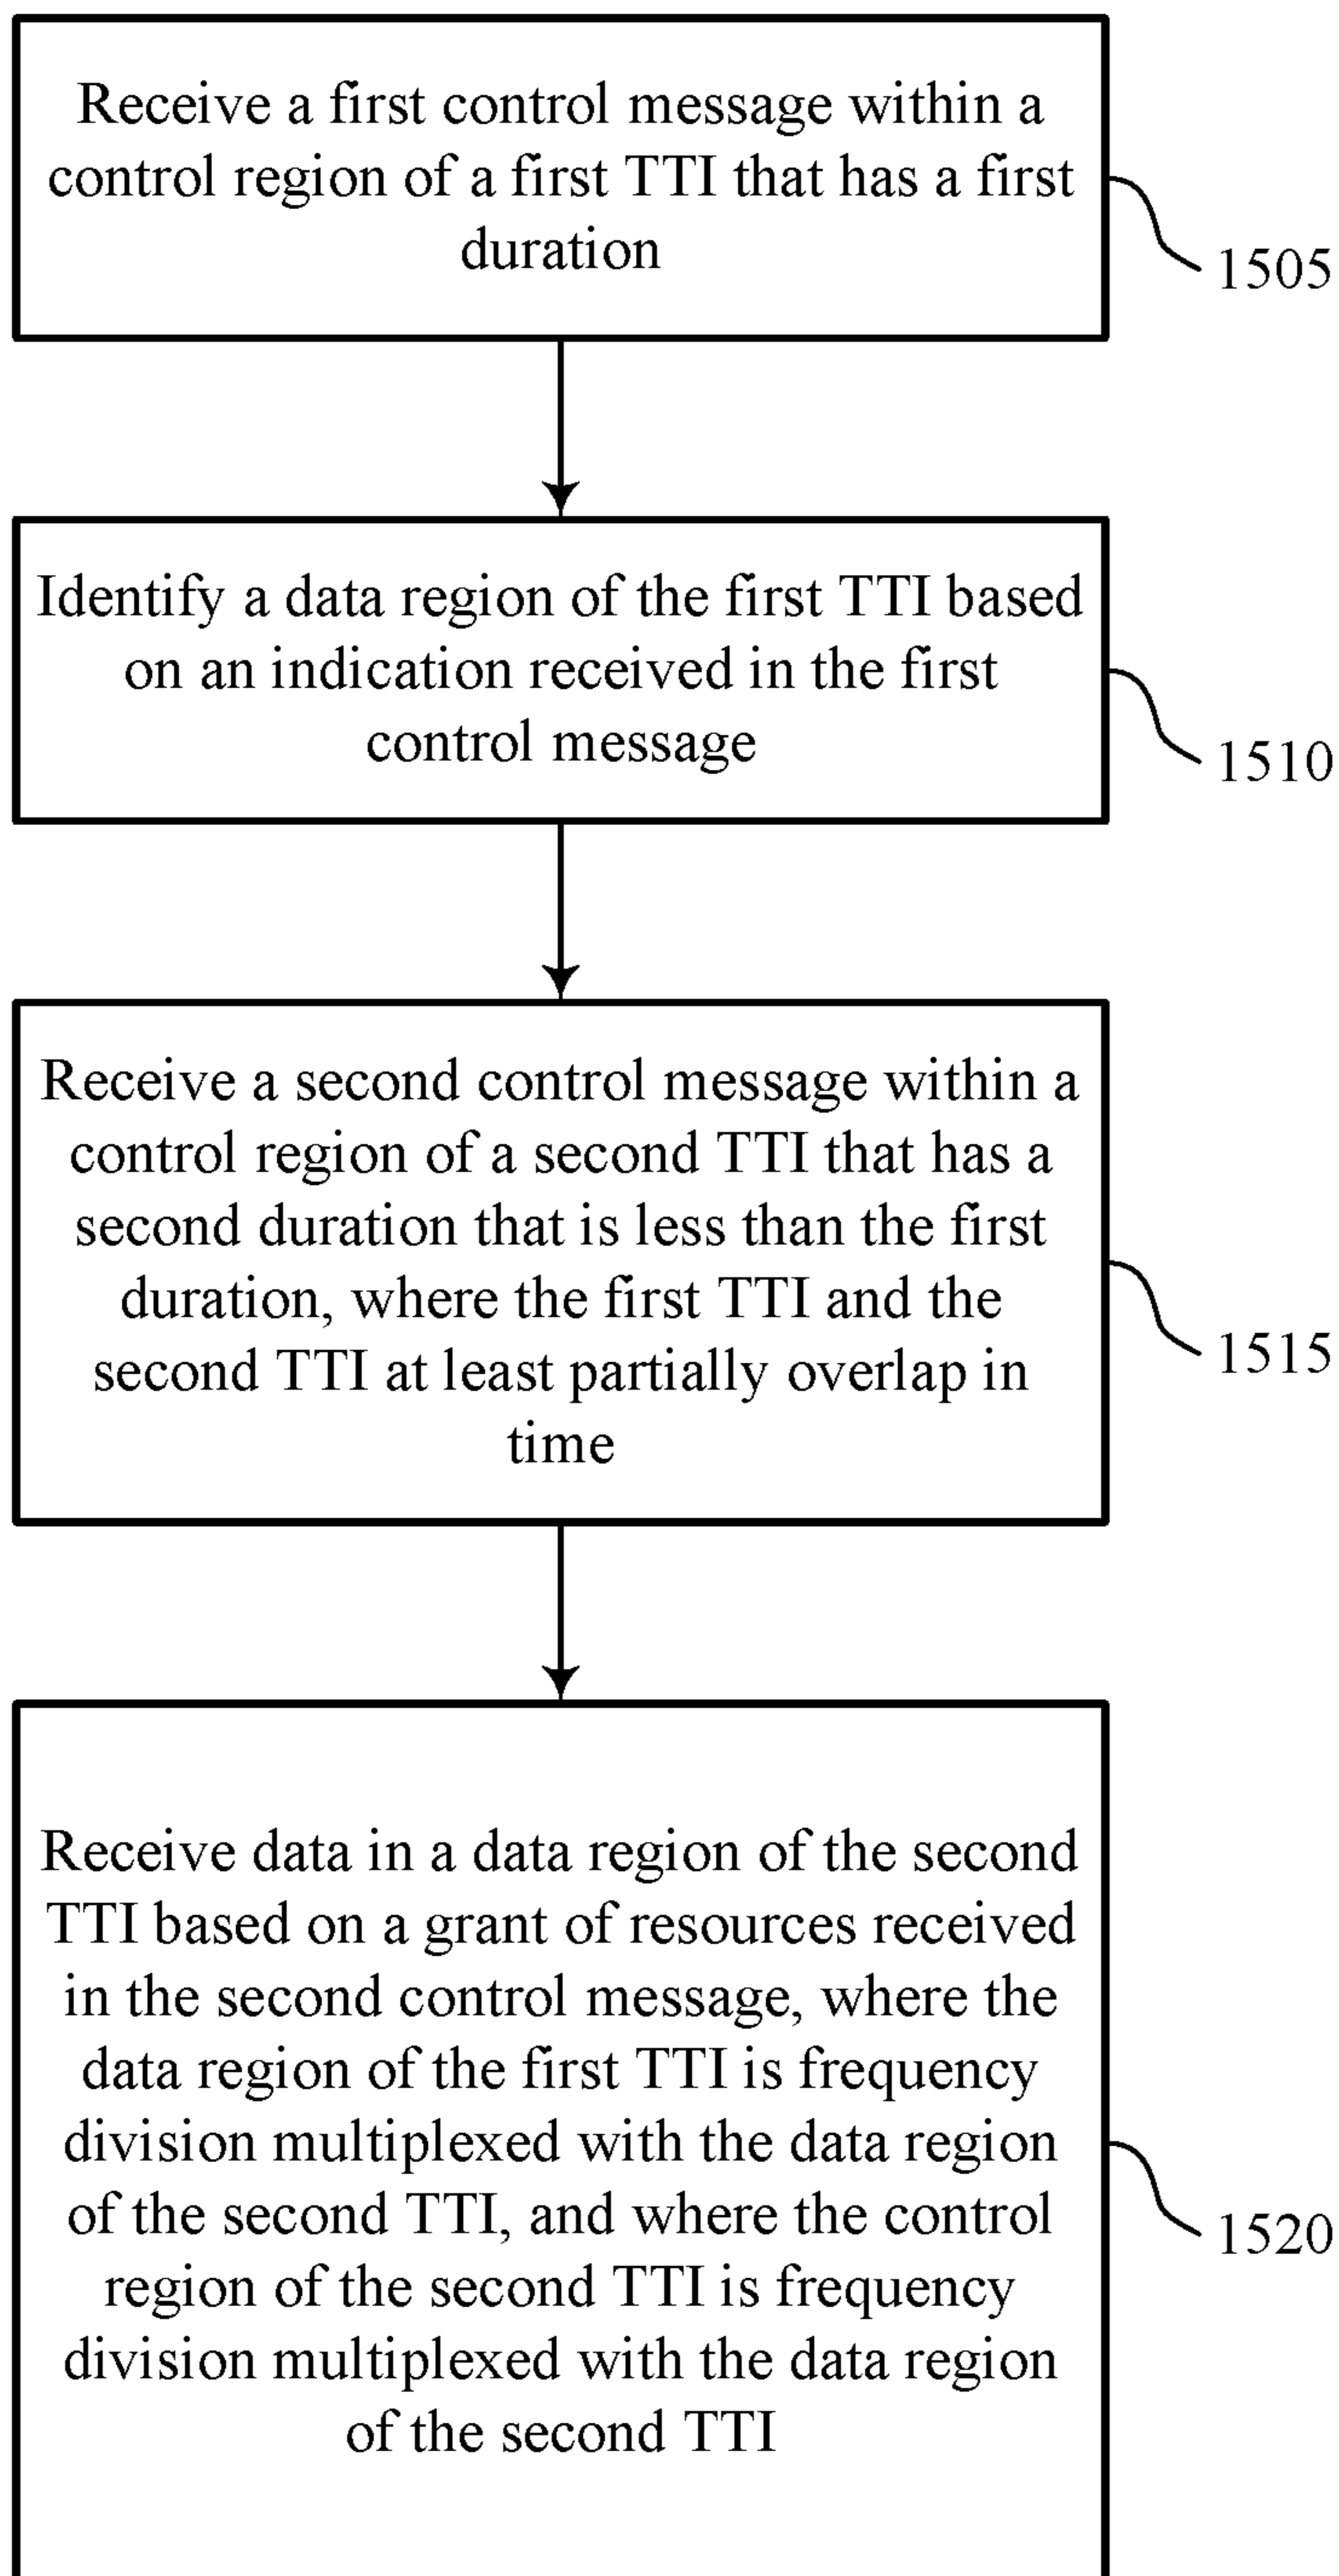 Receive a first control message within a
control region of a first TTI that has a first
duration
1505
Identify a data region of the first TTI based
on an indication received in the first
control message
1510
Receive a second control message within a
control region of a second TTI that has a
second duration that is less than the first
duration, where the first TTI and the
second TTI at least partially overlap in
time
1515
Receive data in a data region of the second
TTI based on a grant of resources received
in the second control message, where the
data region of the first TTI is frequency
division multiplexed with the data region
of the second TTI, and where the control
region of the second TTI is frequency
division multiplexed with the data region
of the second TTI
1520